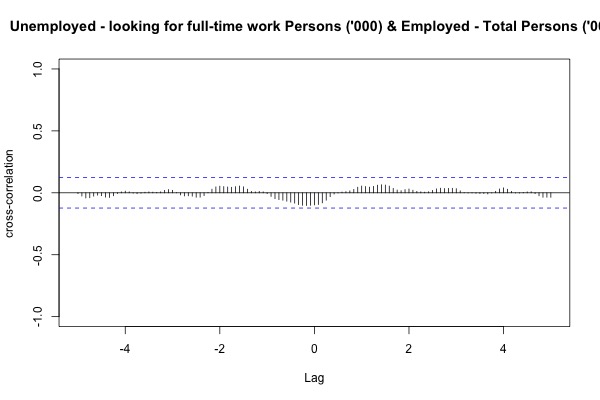 Unemployed - looking for full-time work Persons ('000) & Employed - Total Persons ('00
1.0
0.5
0.0
-0.5
-1.0
cross-correlation
-4 -2 0 2 4
Lag